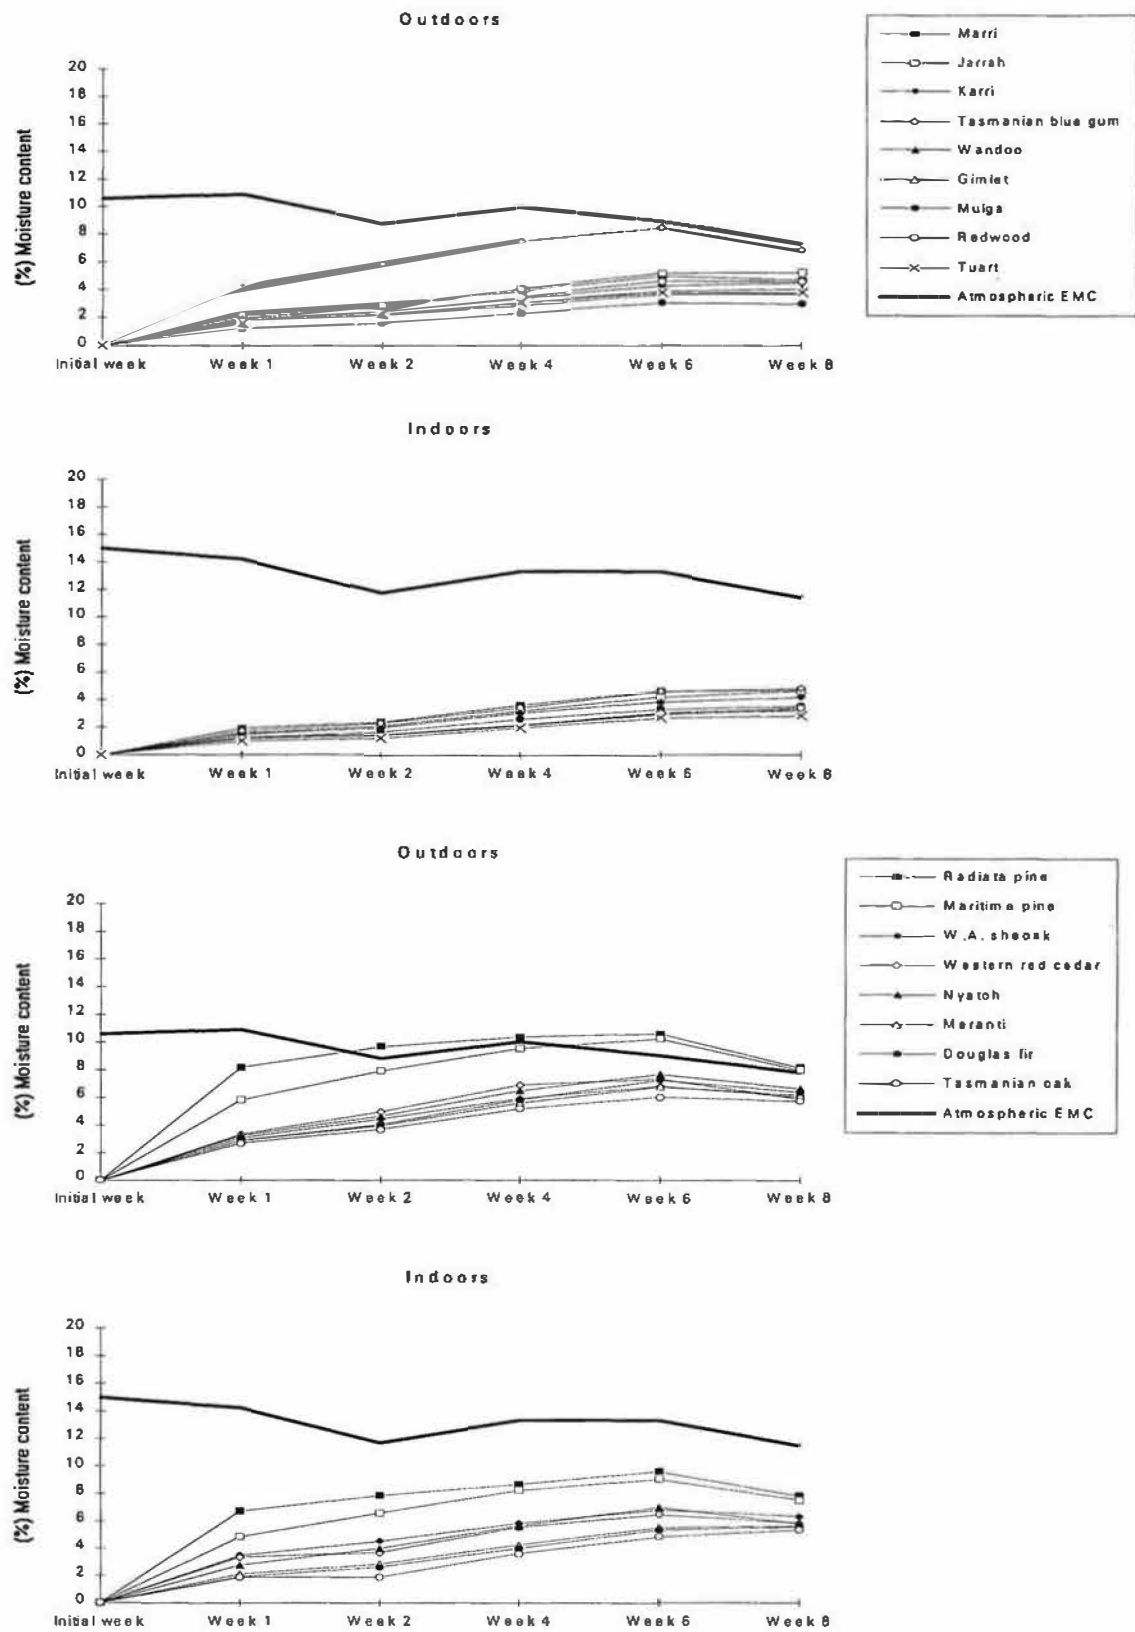 Outdoors
(%) Moisture content
20
18
16
14
12
10
8
6
4
2
0
Initial week
Week 1
Week 2
Week 4
Week 6
Week 8
Marri
Jarrah
Karri
Tasmanian blue gum
Wandoo
Gimlet
Mulga
Redwood
Tuart
Atmospheric EMC
Indoors
(%) Moisture content
20
18
16
14
12
10
8
6
4
2
0
Initial week
Week 1
Week 2
Week 4
Week 6
Week 8
Outdoors
(%) Moisture content
20
18
16
14
12
10
8
6
4
2
0
Initial week
Week 1
Week 2
Week 4
Week 6
Week 8
Radiata pine
Maritime pine
W.A. sheoak
Western red cedar
Nyatoh
Meranti
Douglas fir
Tasmanian oak
Atmospheric EMC
Indoors
(%) Moisture content
20
18
16
14
12
10
8
6
4
2
0
Initial week
Week 1
Week 2
Week 4
Week 6
Week 8